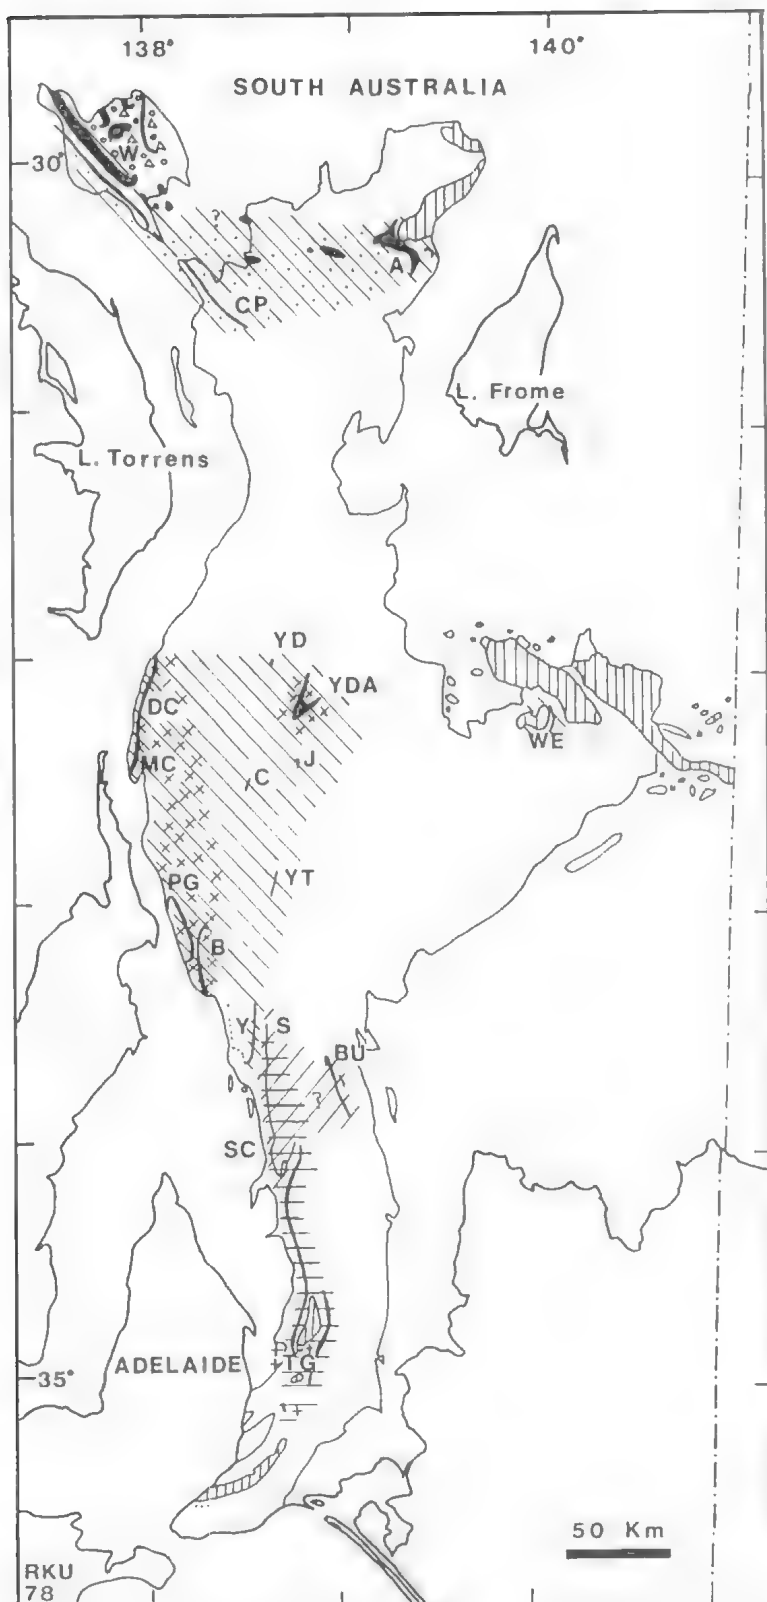 138° 140°
SOUTH AUSTRALIA
W
30°
?
A
CP
L. Frome
L. Torrens
YD
YDA
DC
WE
MC
J
C
PG
YT
B
Y S
BU
?
SC
ADELAIDE
TG
35°
50 Km
RKU
78